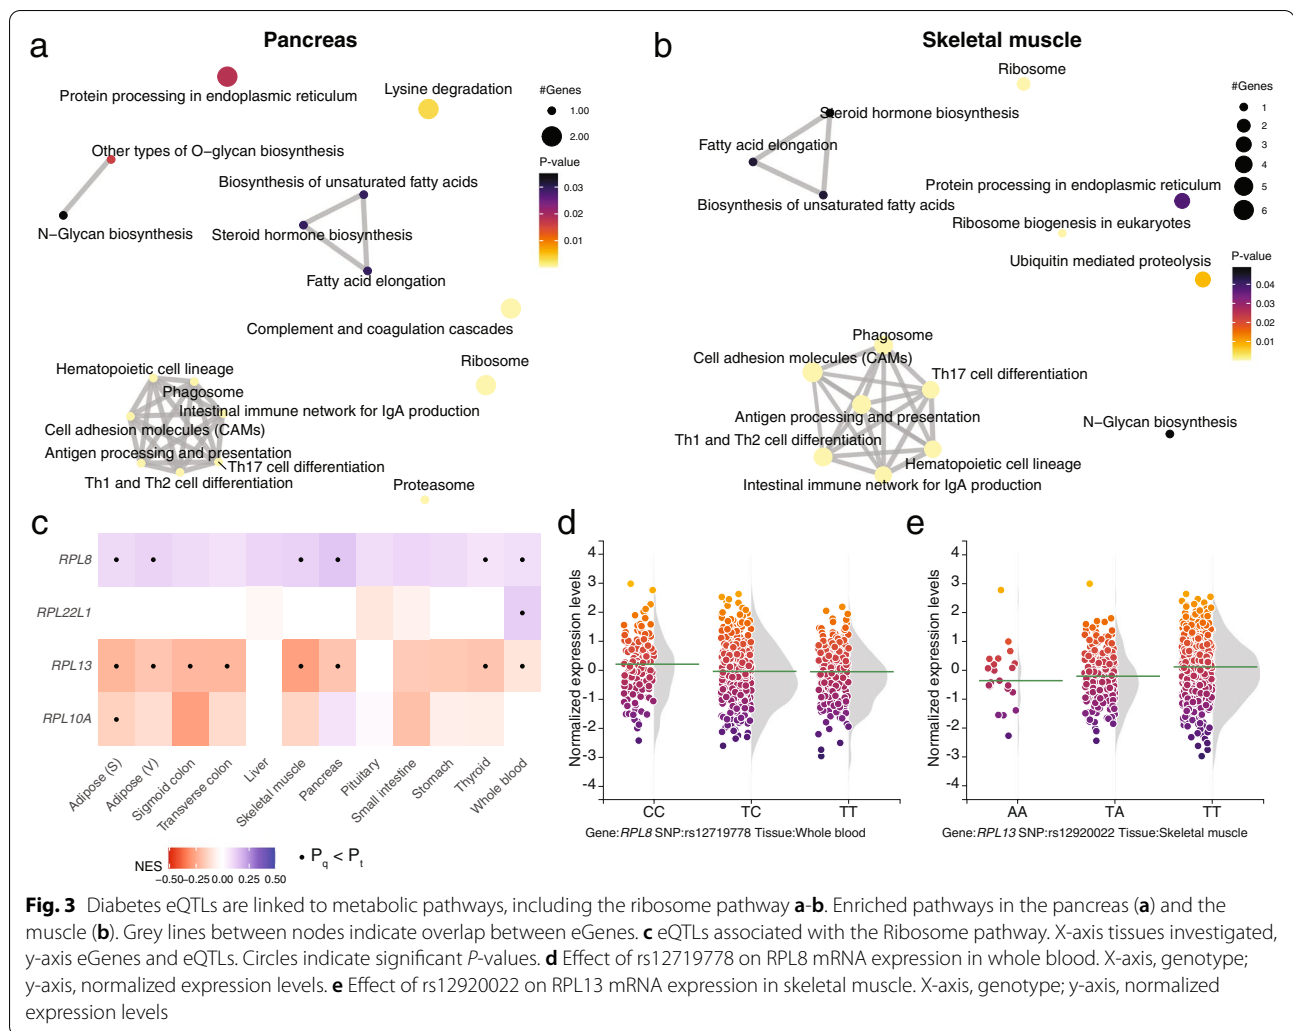 a
Pancreas
Protein processing in endoplasmic reticulum
Lysine degradation
Other types of O−glycan biosynthesis
Biosynthesis of unsaturated fatty acids
N−Glycan biosynthesis
Steroid hormone biosynthesis
Fatty acid elongation
Complement and coagulation cascades
Hematopoietic cell lineage
Ribosome
Phagosome
Intestinal immune network for IgA production
Cell adhesion molecules (CAMs)
Antigen processing and presentation
Th17 cell differentiation
Th1 and Th2 cell differentiation
Proteasome
#Genes
1.00
2.00
P-value
0.03
0.02
0.01
b
Skeletal muscle
Ribosome
Steroid hormone biosynthesis
Fatty acid elongation
Protein processing in endoplasmic reticulum
Biosynthesis of unsaturated fatty acids
Ribosome biogenesis in eukaryotes
Ubiquitin mediated proteolysis
Phagosome
Cell adhesion molecules (CAMs)
Th17 cell differentiation
Antigen processing and presentation
N−Glycan biosynthesis
Th1 and Th2 cell differentiation
Hematopoietic cell lineage
Intestinal immune network for IgA production
#Genes
1
2
3
4
5
6
P-value
0.04
0.03
0.02
0.01
c
RPL8
RPL22L1
RPL13
RPL10A
Adipose (S)
Adipose (V)
Sigmoid colon
Transverse colon
Liver
Skeletal muscle
Pancreas
Pituitary
Small intestine
Stomach
Thyroid
Whole blood
NES
−0.50 −0.25 0.00 0.25 0.50
• Pq < Pt
d
Normalized expression levels
4
3
2
1
0
-1
-2
-3
-4
CC TC TT
Gene:RPL8 SNP:rs12719778 Tissue:Whole blood
e
Normalized expression levels
4
3
2
1
0
-1
-2
-3
-4
AA TA TT
Gene:RPL13 SNP:rs12920022 Tissue:Skeletal muscle
Fig. 3 Diabetes eQTLs are linked to metabolic pathways, including the ribosome pathway a-b. Enriched pathways in the pancreas (a) and the
muscle (b). Grey lines between nodes indicate overlap between eGenes. c eQTLs associated with the Ribosome pathway. X-axis tissues investigated,
y-axis eGenes and eQTLs. Circles indicate significant P-values. d Effect of rs12719778 on RPL8 mRNA expression in whole blood. X-axis, genotype;
y-axis, normalized expression levels. e Effect of rs12920022 on RPL13 mRNA expression in skeletal muscle. X-axis, genotype; y-axis, normalized
expression levels